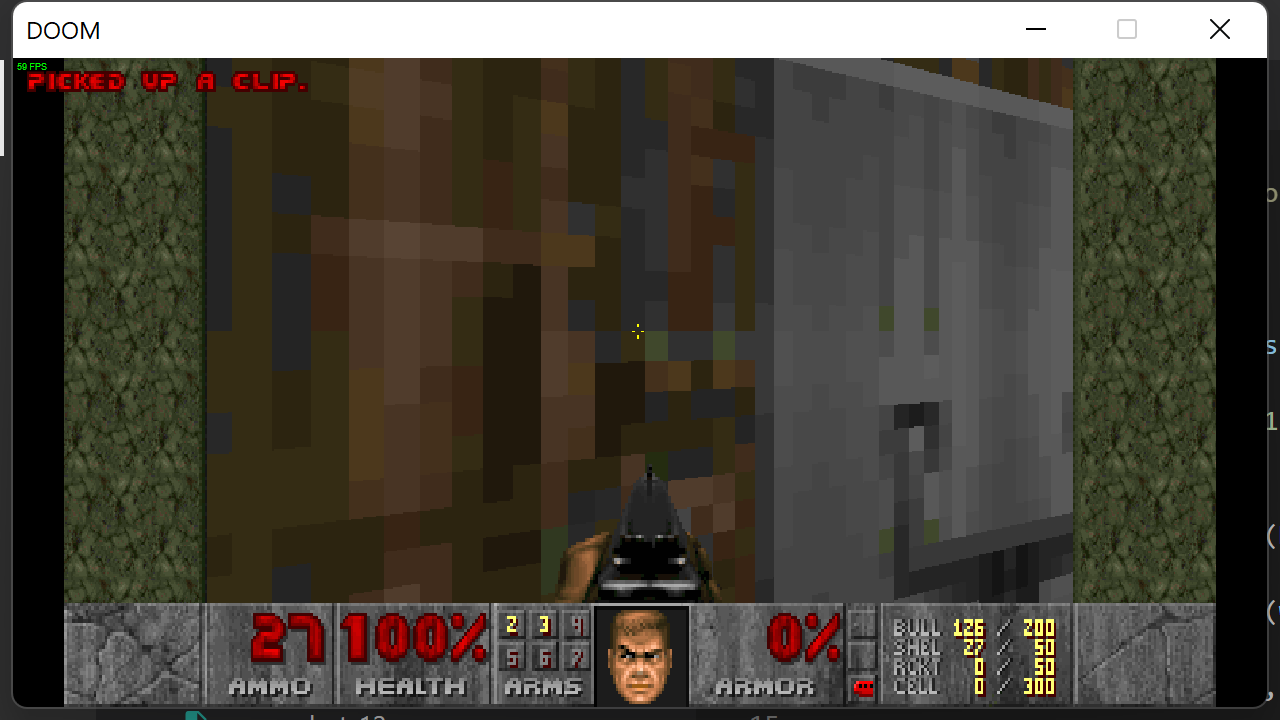 DOOM
59 FPS
PICKED UP A CLIP.
27
100%
2 3 4
5 6 7
0%
AMMO
HEALTH
ARMS
ARMOR
BULL 126 / 200
SHEL 27 / 50
RCKT 0 / 50
CELL 0 / 300